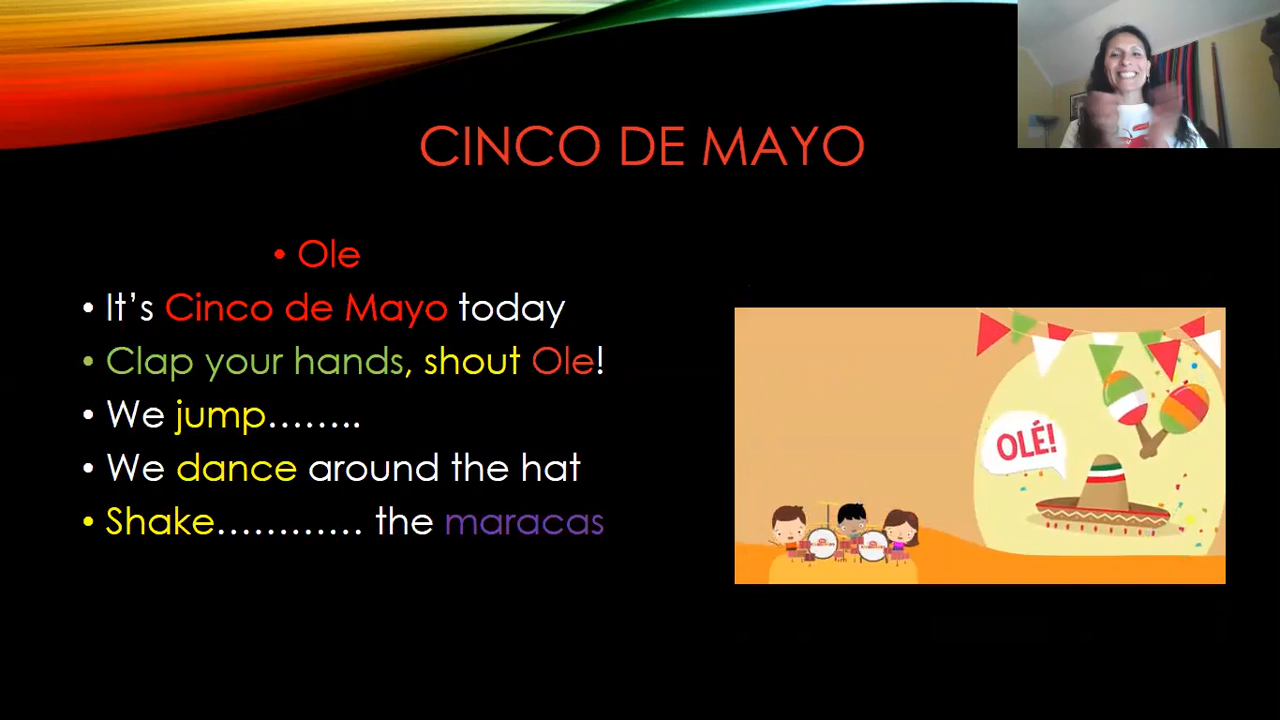 CINCO DE MAYO
• Ole
• It’s Cinco de Mayo today
• Clap your hands, shout Ole!
• We jump……..
• We dance around the hat
• Shake………… the maracas
OLÉ!